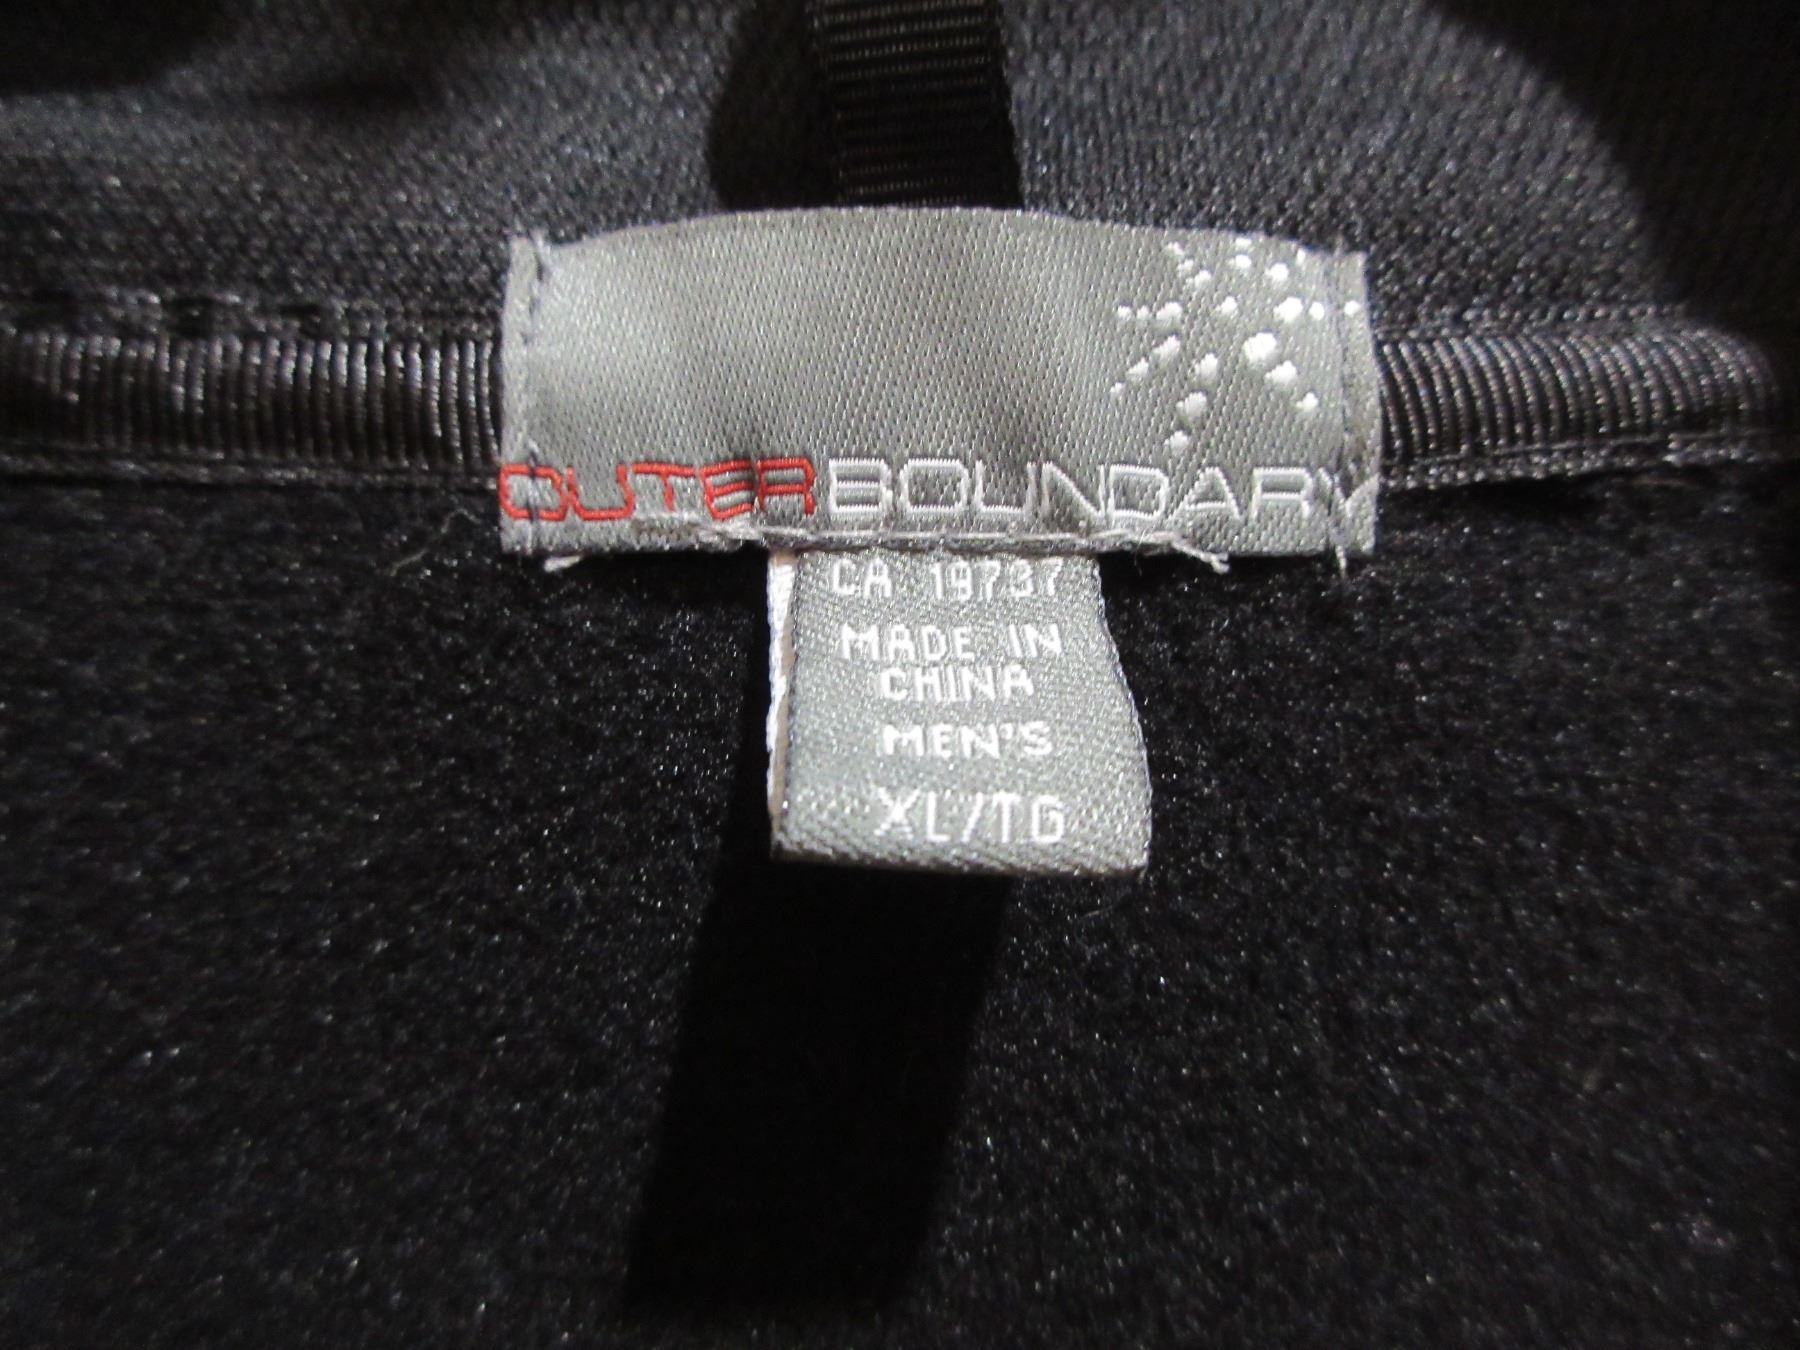 OUTERBOUNDARY
CA 19737
MADE IN
CHINA
MEN'S
XL/TG